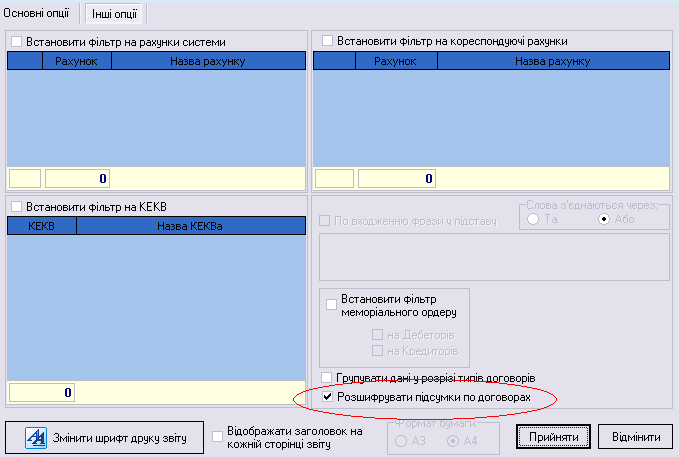 Основні опції
Інші опції
Встановити фільтр на рахунки системи
Рахунок Назва рахунку
0
Встановити фільтр на кореспондуючі рахунки
Рахунок Назва рахунку
0
Встановити фільтр на КЕКВ
КЕКВ Назва КЕКВа
0
По входженню фрази у підставу
Слова з'єднаються через:
Та Або
Встановити фільтр
меморіального ордеру
на Дебеторів
на Кредиторів
Групувати дані у розрізі типів договорів
Розшифрувати підсумки по договорах
Змінити шрифт друку звіту
Відображати заголовок на
кожній сторінці звіту
Формат бумаги:
А3 А4
Прийняти
Відмінити